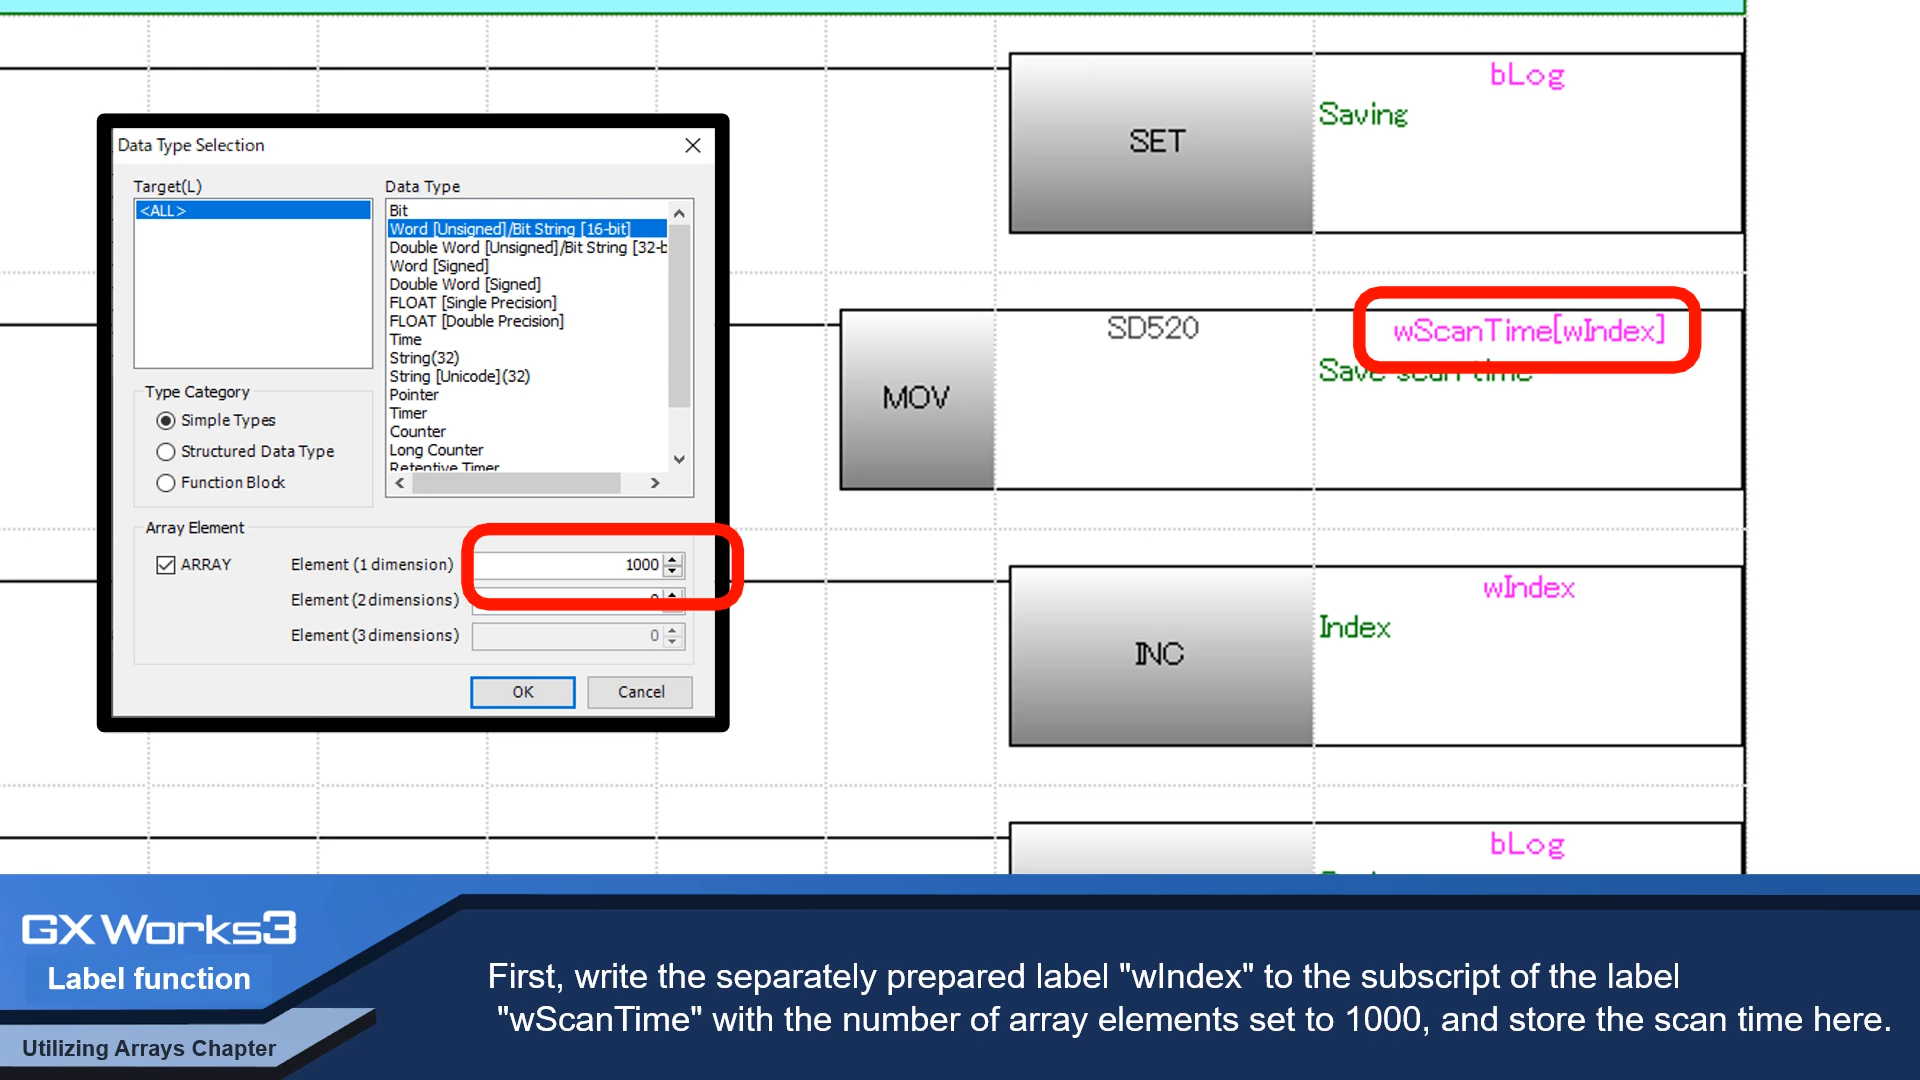 bLog
Saving
SET
Data Type Selection
Target(L)
<ALL>
Data Type
Bit
Word [Unsigned]/Bit String [16-bit]
Double Word [Unsigned]/Bit String [32-b
Word [Signed]
Double Word [Signed]
FLOAT [Single Precision]
FLOAT [Double Precision]
Time
String(32)
String [Unicode](32)
Pointer
Timer
Counter
Long Counter
Retentive Timer
Type Category
Simple Types
Structured Data Type
Function Block
Array Element
ARRAY
Element (1 dimension)
1000
Element (2 dimensions)
0
Element (3 dimensions)
0
OK
Cancel
SD520
wScanTime[wIndex]
Save scan time
MOV
wIndex
Index
INC
bLog
GX Works3
Label function
Utilizing Arrays Chapter
First, write the separately prepared label "wIndex" to the subscript of the label
"wScanTime" with the number of array elements set to 1000, and store the scan time here.